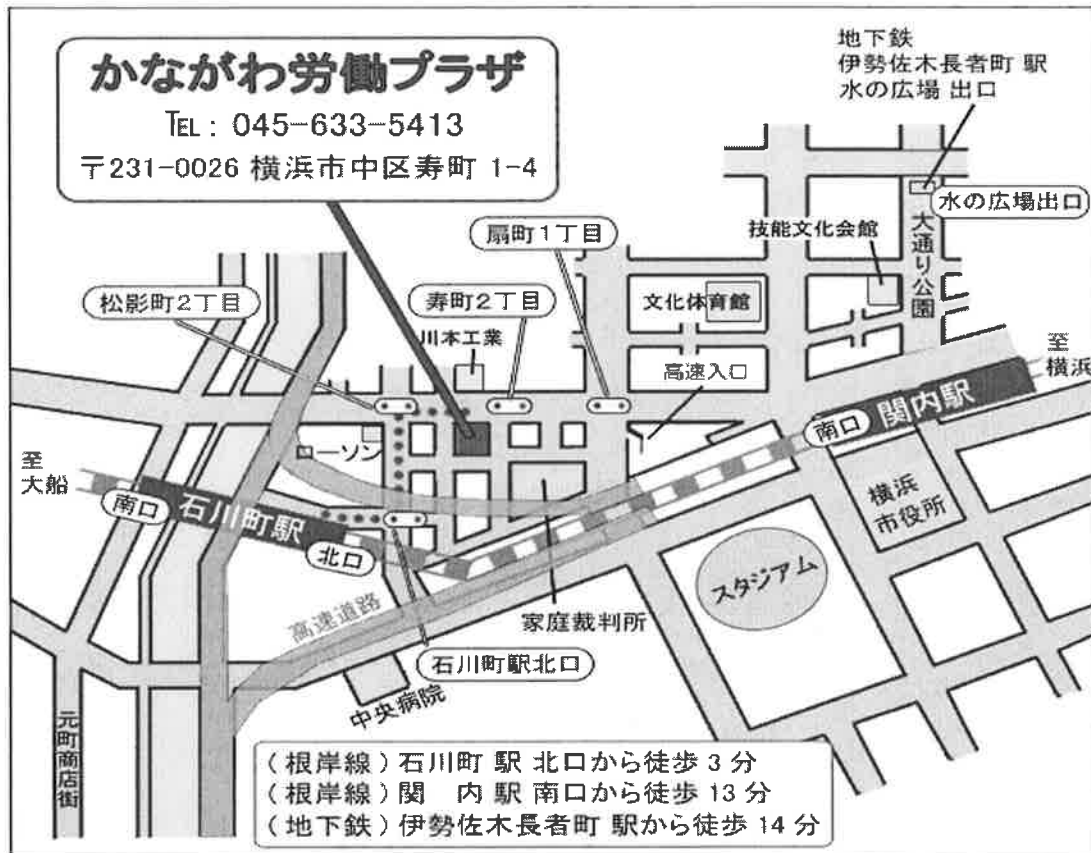 かながわ労働プラザ
TEL: 045-633-5413
〒231-0026 横浜市中区寿町 1-4
地下鉄
伊勢佐木長者町 駅
水の広場 出口
水の広場出口
大通り公園
技能文化会館
扇町1丁目
松影町2丁目
寿町2丁目
文化体育館
川本工業
高速入口
至
横浜
関内駅
南口
ローソン
至
大船
南口
石川町駅
北口
横浜
市役所
スタジアム
高速道路
家庭裁判所
石川町駅北口
中央病院
元町商店街
(根岸線)石川町 駅 北口から徒歩 3 分
(根岸線)関 内 駅 南口から徒歩 13 分
(地下鉄)伊勢佐木長者町 駅から徒歩 14 分